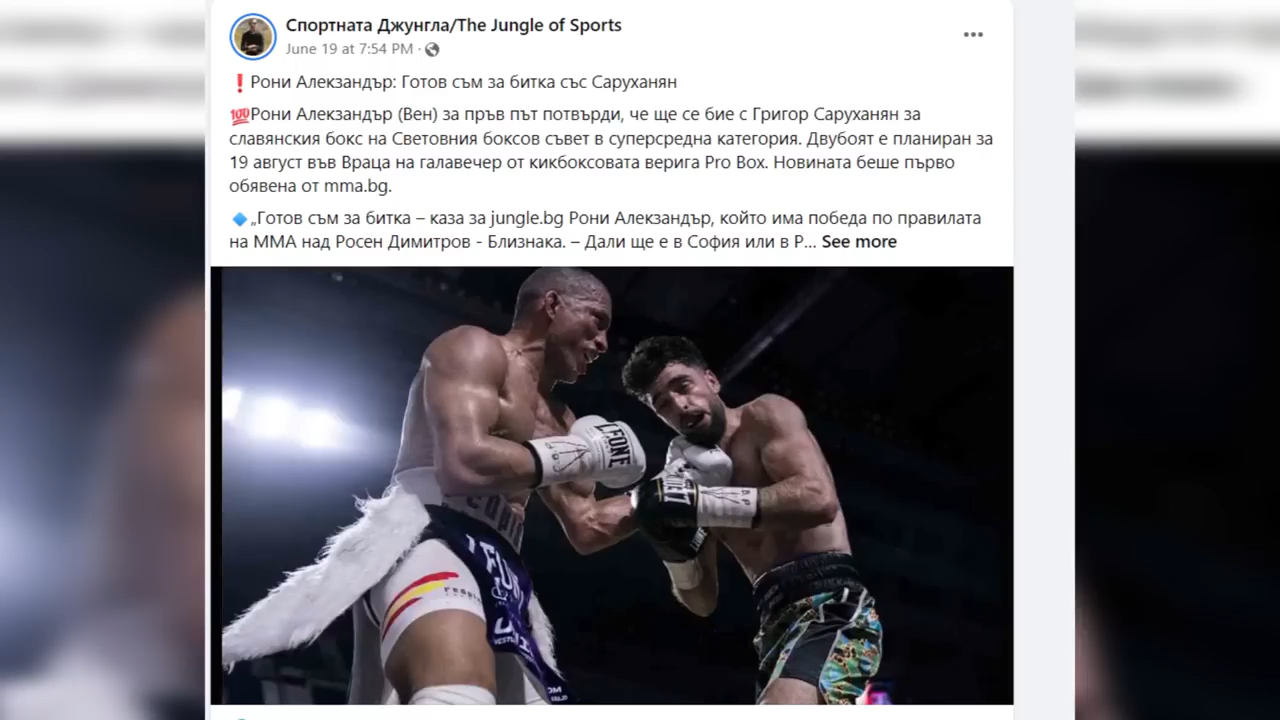 Спортната Джунгла/The Jungle of Sports
June 19 at 7:54 PM ·
❗Рони Алекзандър: Готов съм за битка със Саруханян
💯Рони Алекзандър (Вен) за пръв път потвърди, че ще се бие с Григор Саруханян за
славянския бокс на Световния боксов съвет в суперсредна категория. Двубоят е планиран за
19 август във Враца на галавечер от кикбоксовата верига Pro Box. Новината беше първо
обявена от mma.bg.
🔷„Готов съм за битка – каза за jungle.bg Рони Алекзандър, който има победа по правилата
на ММА над Росен Димитров - Близнака. – Дали ще е в София или в Р... See more
LEONE